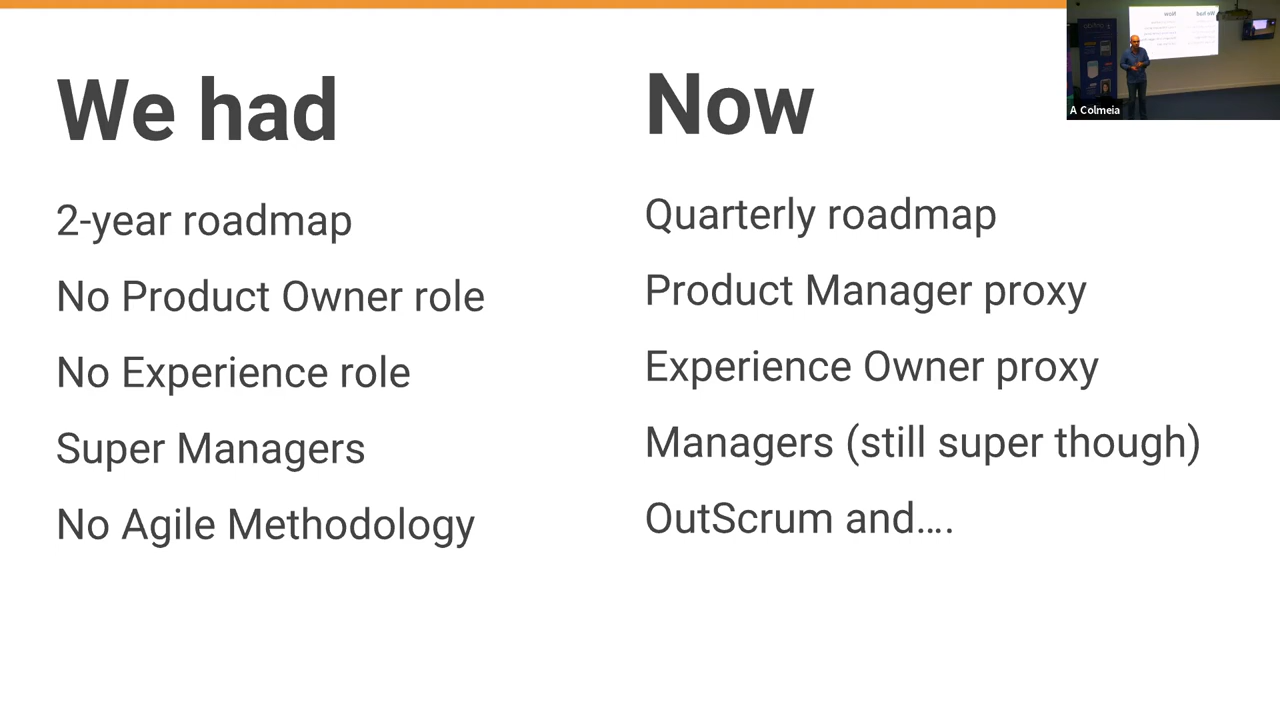 We had
2-year roadmap
No Product Owner role
No Experience role
Super Managers
No Agile Methodology
Now
Quarterly roadmap
Product Manager proxy
Experience Owner proxy
Managers (still super though)
OutScrum and....
A Colmeia